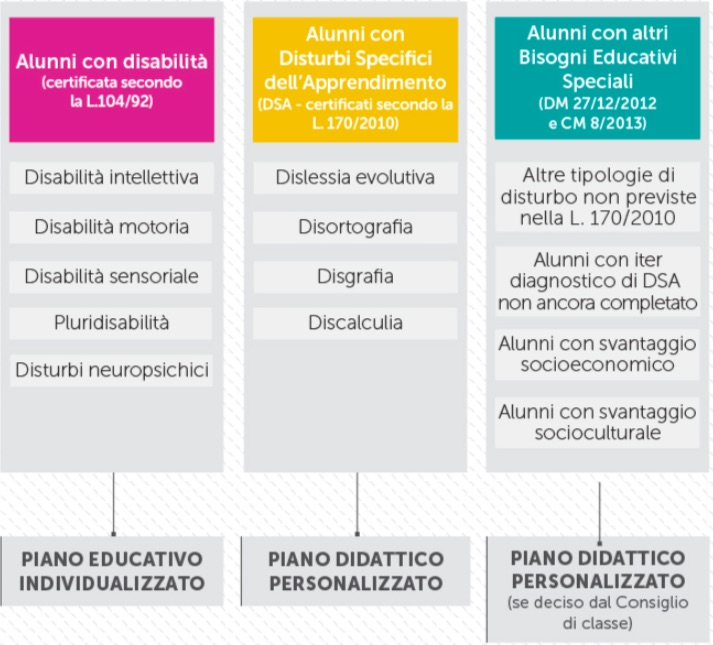 Alunni con disabilità
(certificata secondo
la L.104/92)
Disabilità intellettiva
Disabilità motoria
Disabilità sensoriale
Pluridisabilità
Disturbi neuropsichici
PIANO EDUCATIVO
INDIVIDUALIZZATO
Alunni con
Disturbi Specifici
dell'Apprendimento
(DSA - certificati secondo la
L. 170/2010)
Dislessia evolutiva
Disortografia
Disgrafia
Discalculia
PIANO DIDATTICO
PERSONALIZZATO
Alunni con altri
Bisogni Educativi
Speciali
(DM 27/12/2012
e CM 8/2013)
Altre tipologie di
disturbo non previste
nella L. 170/2010
Alunni con iter
diagnostico di DSA
non ancora completato
Alunni con svantaggio
socioeconomico
Alunni con svantaggio
socioculturale
PIANO DIDATTICO
PERSONALIZZATO
(se deciso dal Consiglio
di classe)